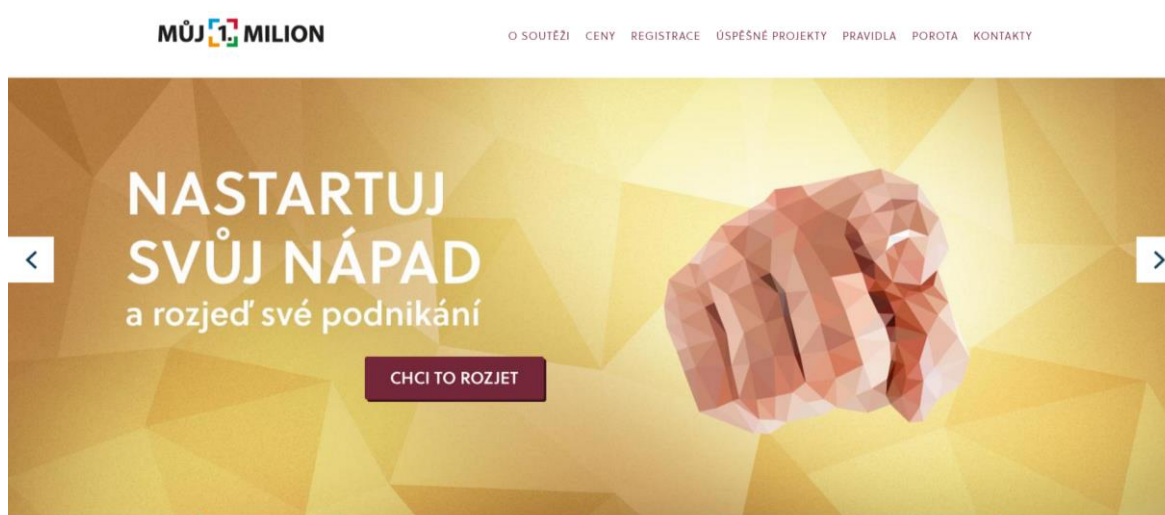 MŮJ 1. MILION
O SOUTĚŽI CENY REGISTRACE ÚSPĚŠNÉ PROJEKTY PRAVIDLA POROTA KONTAKTY
NASTARTUJ
SVŮJ NÁPAD
a rozjeď své podnikání
CHCI TO ROZJET